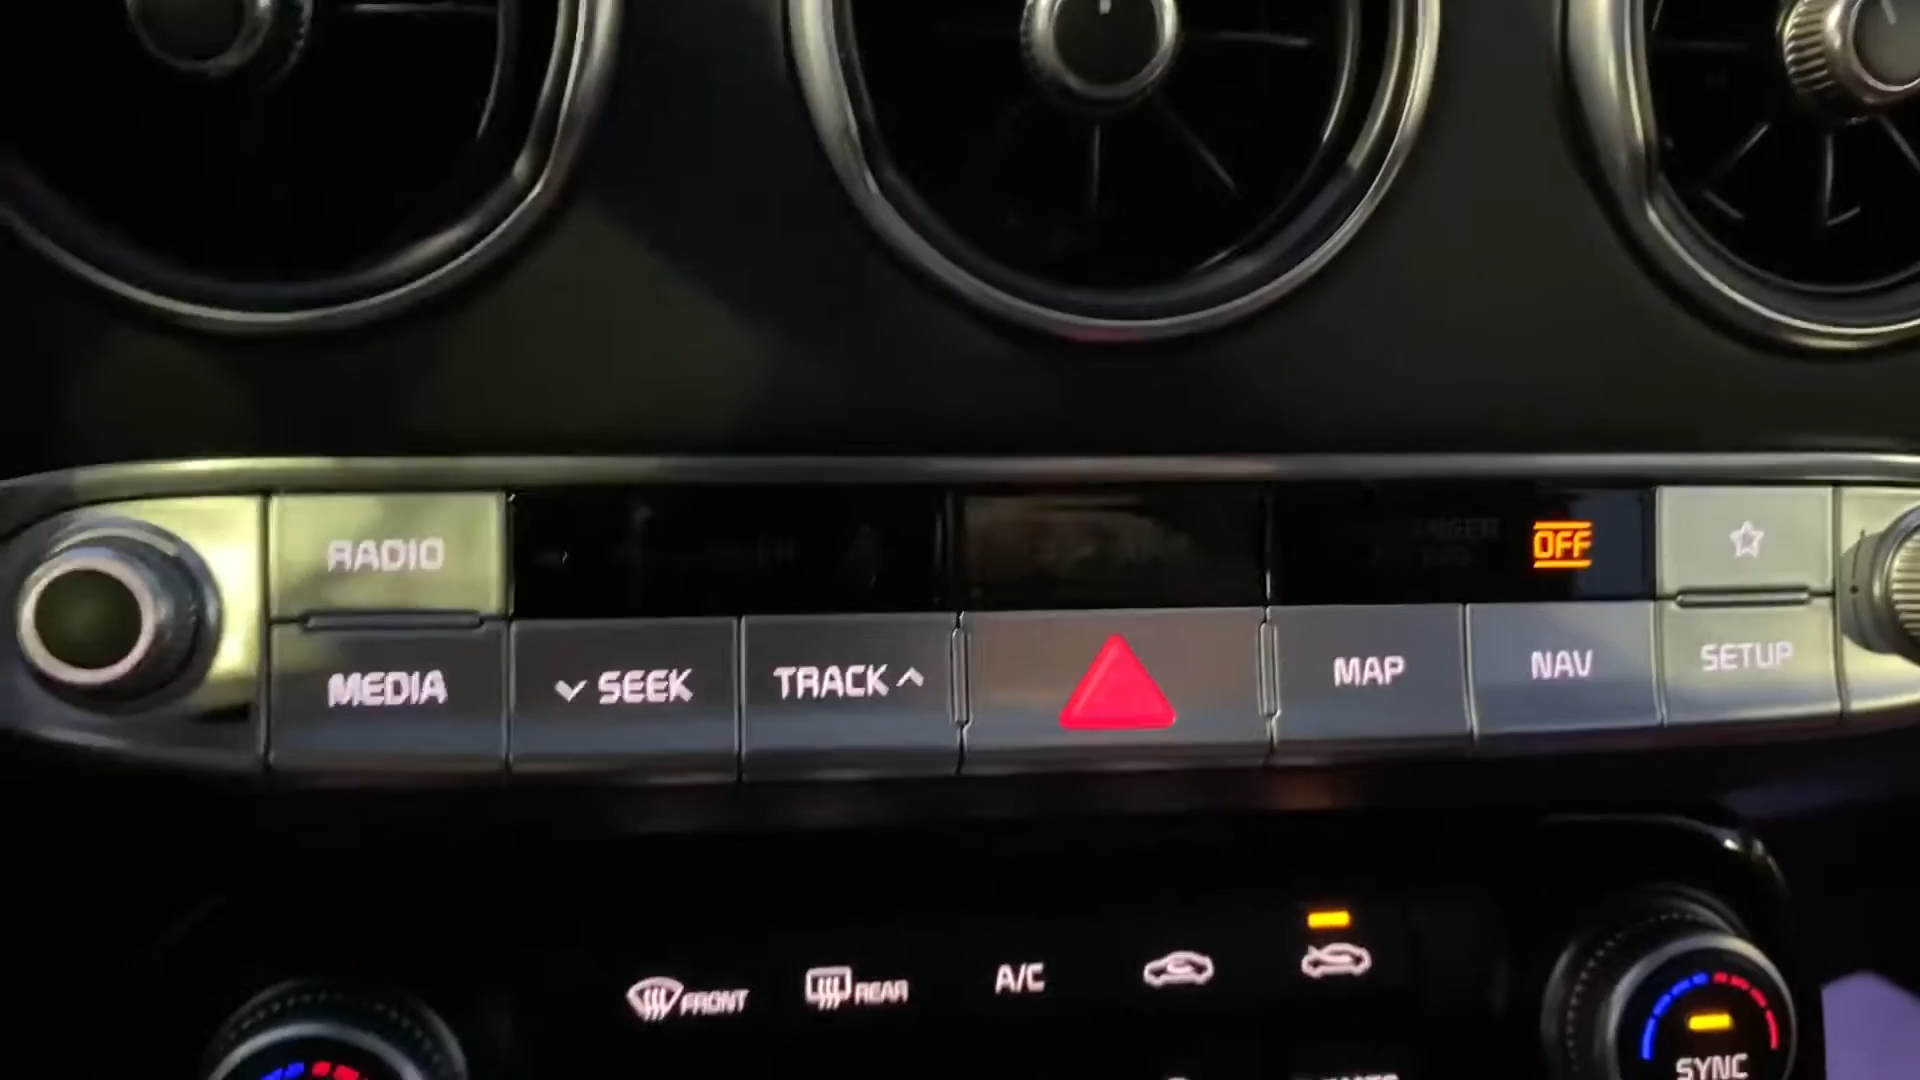 RADIO
OFF
MEDIA
SEEK
TRACK
MAP
NAV
SETUP
FRONT
REAR
A/C
SYNC